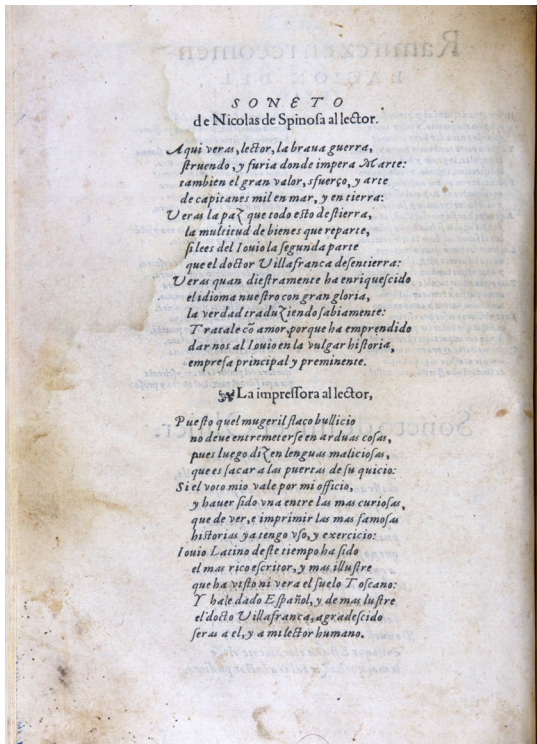 SONETO
de Nicolas de Spinosa al lector.
Aqui veras, lector, la braua guerra,
struendo, y furia donde impera Marte:
tambien el gran valor, sfuerço, y arte
de capitanes mil en mar, y en tierra:
Veras la paz que todo esto destierra,
la multitud de bienes que reparte,
si lees del Iouio la segunda parte
que el doctor Villafranca desentierra:
Veras quan diestramente ha enriquescido
el idioma nuestro con gran gloria,
la verdad traduziendo sabiamente:
Tratale cõ amor, porque ha emprendido
dar nos al Iouio en la vulgar historia,
empresa principal y preminente.
La impressora al lector,
Puesto quel mugeril flaco bullicio
no deue entremeterse en arduas cosas,
pues luego dizen lenguas maliciosas,
que es sacar a las puertas de su quicio:
Si el voto mio vale por mi officio,
y hauer sido vna entre las mas curiosas,
que de ver, e imprimir las mas famosas
historias ya tengo vso, y exercicio:
Iouio Latino deste tiempo ha sido
el mas rico escritor, y mas illustre
que ha visto ni vera el suelo Toscano:
Y hale dado Español, y de mas lustre
el docto Villafranca, agradescido
seras a el, y a mi lector humano.